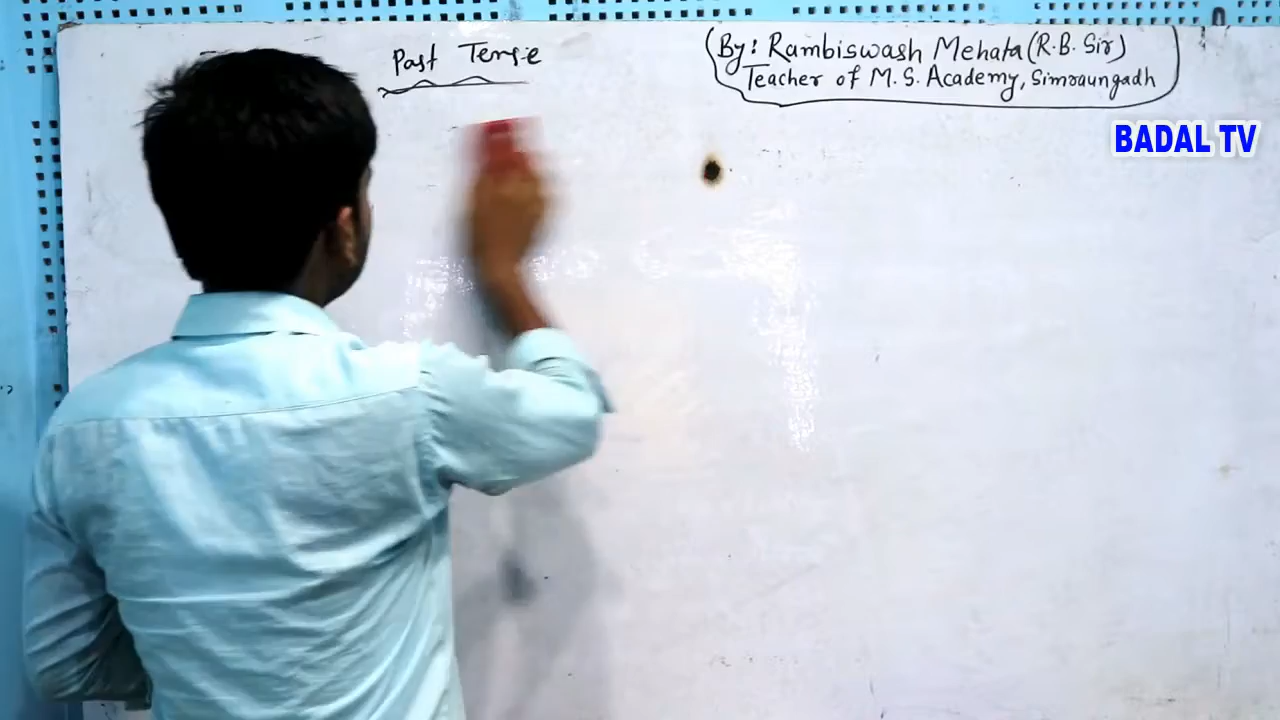 Past Tense
By: Rambiswash Mehata (R.B. Sir)
Teacher of M. S. Academy, Simraungadh
BADAL TV